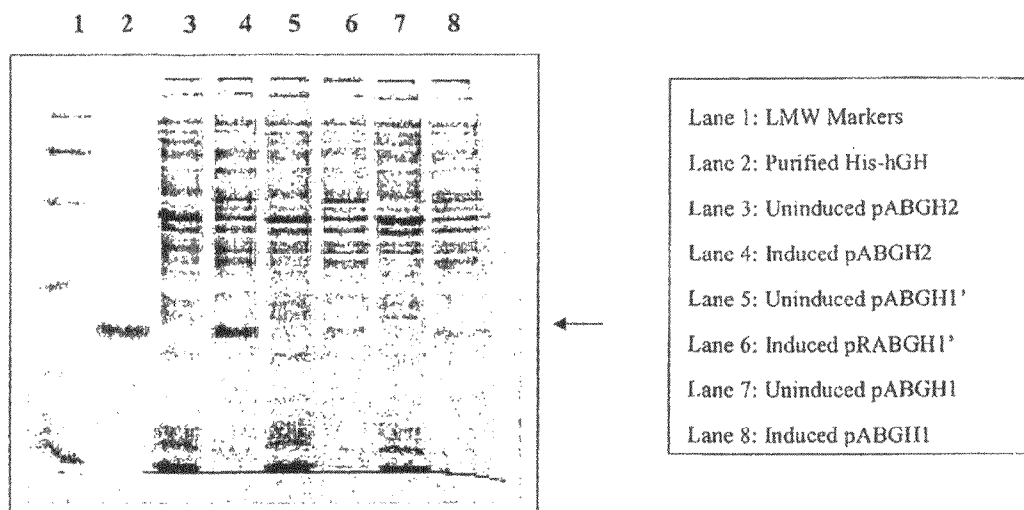 1 2 3 4 5 6 7 8
Lane 1: LMW Markers
Lane 2: Purified His-hGH
Lane 3: Uninduced pABGH2
Lane 4: Induced pABGH2
Lane 5: Uninduced pABGH1'
Lane 6: Induced pRABGH1'
Lane 7: Uninduced pABGH1
Lane 8: Induced pABGH1